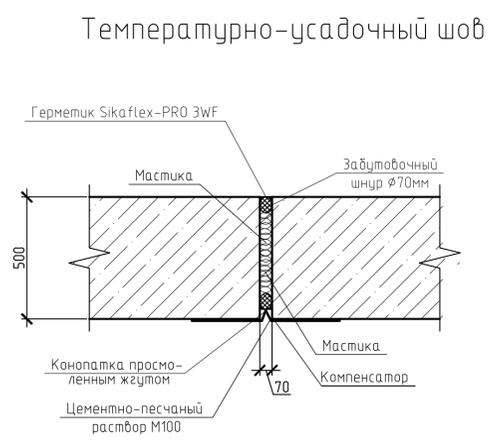 Температурно-усадочный шов
Герметик Sikaflex-PRO 3WF
Мастика
Забутовочный
шнур Ø70мм
500
Мастика
Конопатка просмо-
ленным жгутом
Компенсатор
70
Цементно-песчаный
раствор М100